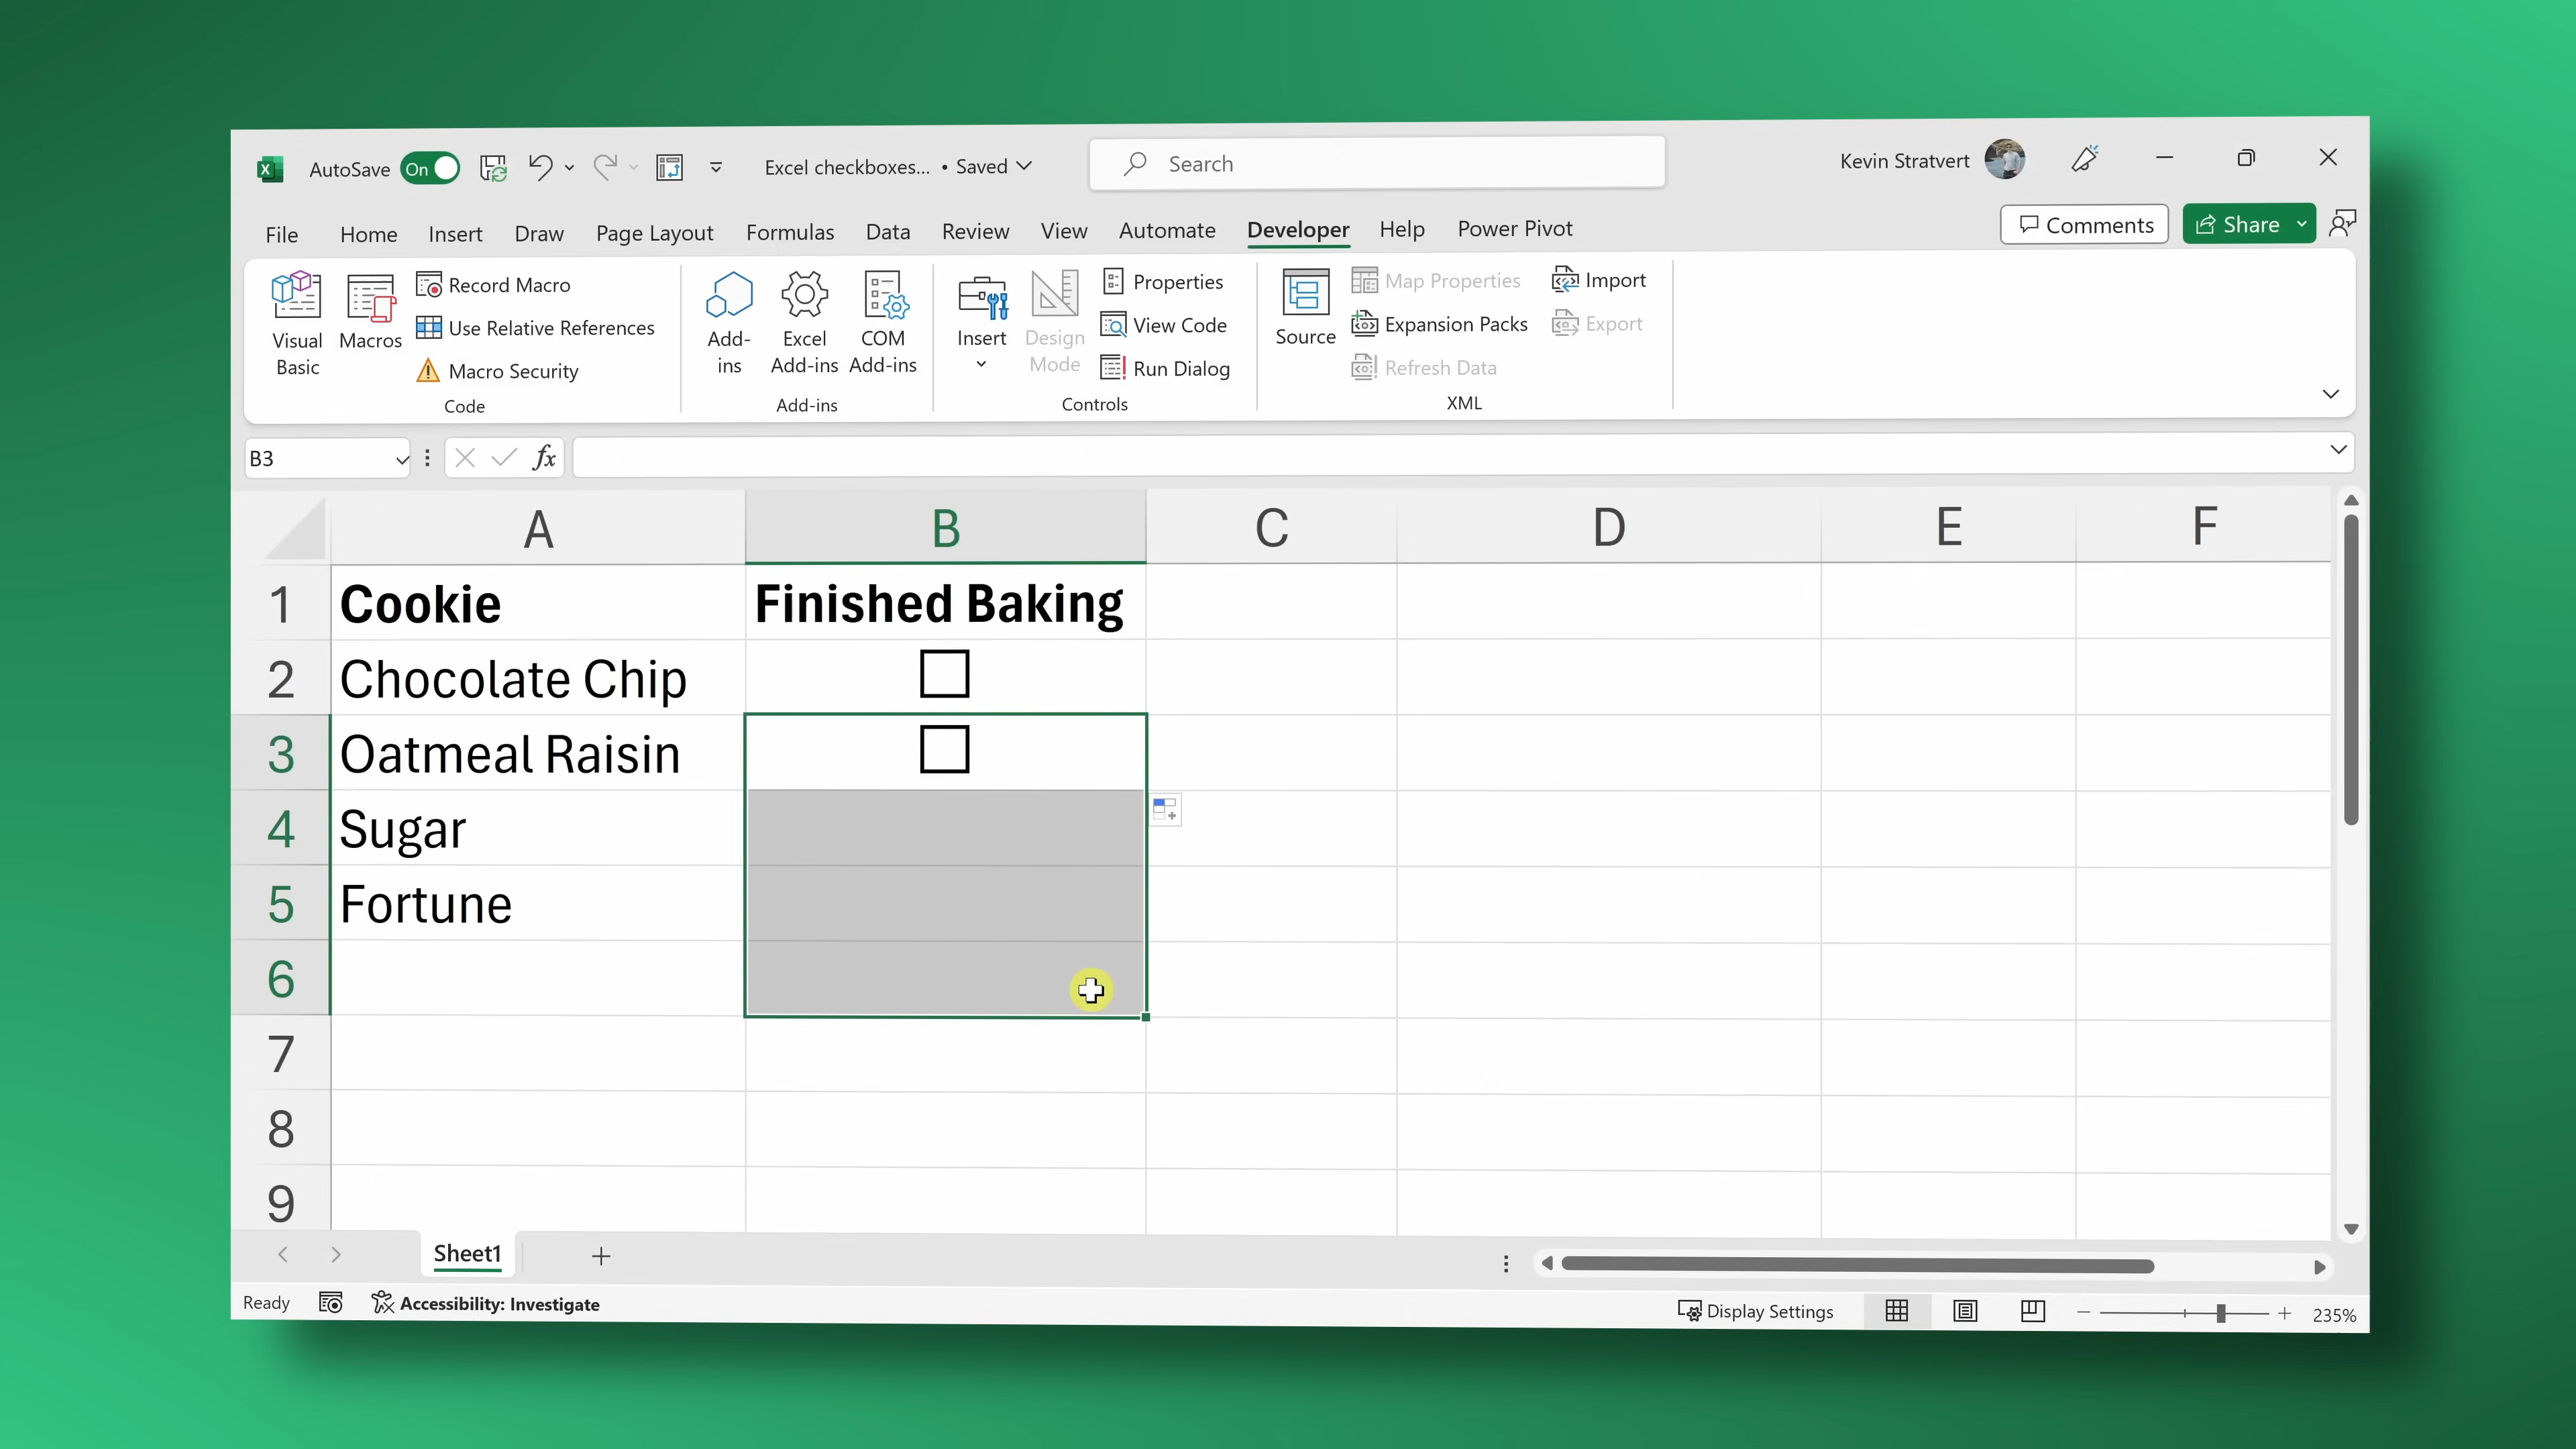 AutoSave On Excel checkboxes... • Saved Search Kevin Stratvert
File Home Insert Draw Page Layout Formulas Data Review View Automate Developer Help Power Pivot Comments Share
Visual Basic
Macros
Record Macro
Use Relative References
Macro Security
Code
Add-ins
Excel Add-ins
COM Add-ins
Add-ins
Insert
Design Mode
Properties
View Code
Run Dialog
Controls
Source
Map Properties
Expansion Packs
Refresh Data
Import
Export
XML
B3 fx
A B C D E F
1 Cookie Finished Baking
2 Chocolate Chip
3 Oatmeal Raisin
4 Sugar
5 Fortune
6
7
8
9
Sheet1
Ready Accessibility: Investigate Display Settings 235%